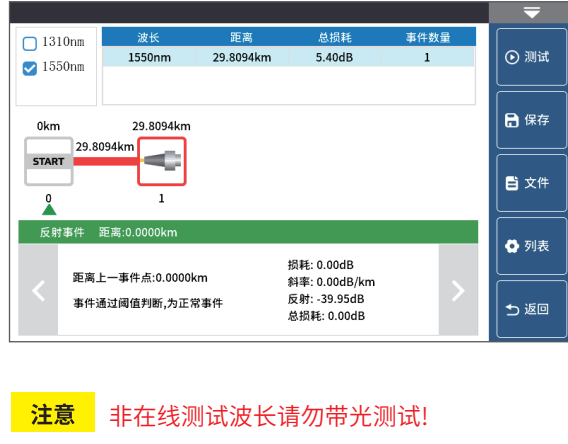 1310nm
1550nm
波长 距离 总损耗 事件数量
1550nm 29.8094km 5.40dB 1
0km 29.8094km
29.8094km
START
0 1
反射事件 距离:0.0000km
距离上一事件点:0.0000km
事件通过阈值判断,为正常事件
损耗: 0.00dB
斜率: 0.00dB/km
反射: -39.95dB
总损耗: 0.00dB
测试
保存
文件
列表
返回
注意 非在线测试波长请勿带光测试!